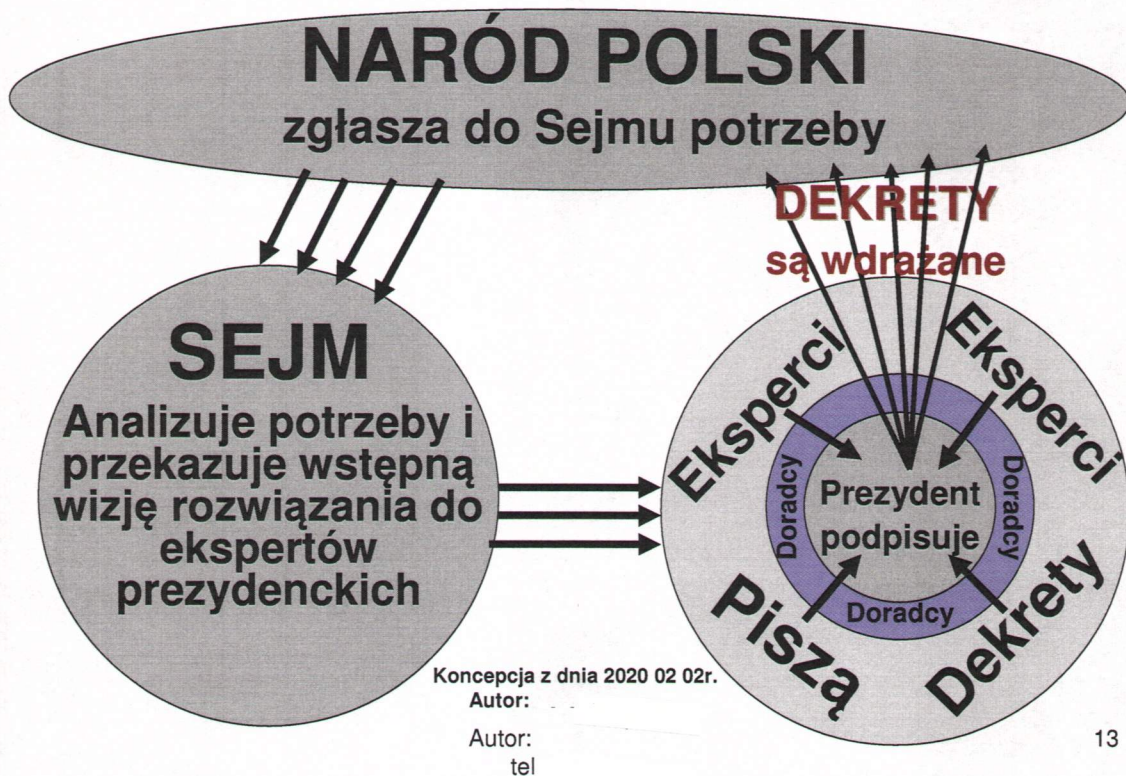 NARÓD POLSKI
zgłasza do Sejmu potrzeby
DEKRETY
są wdrażane
SEJM
Analizuje potrzeby i
przekazuje wstępną
wizję rozwiązania do
ekspertów
prezydenckich
Eksperci
Eksperci
Doradcy
Doradcy
Prezydent
podpisuje
Doradcy
Piszą
Dekrety
Koncepcja z dnia 2020 02 02r.
Autor:
Autor:
tel
13